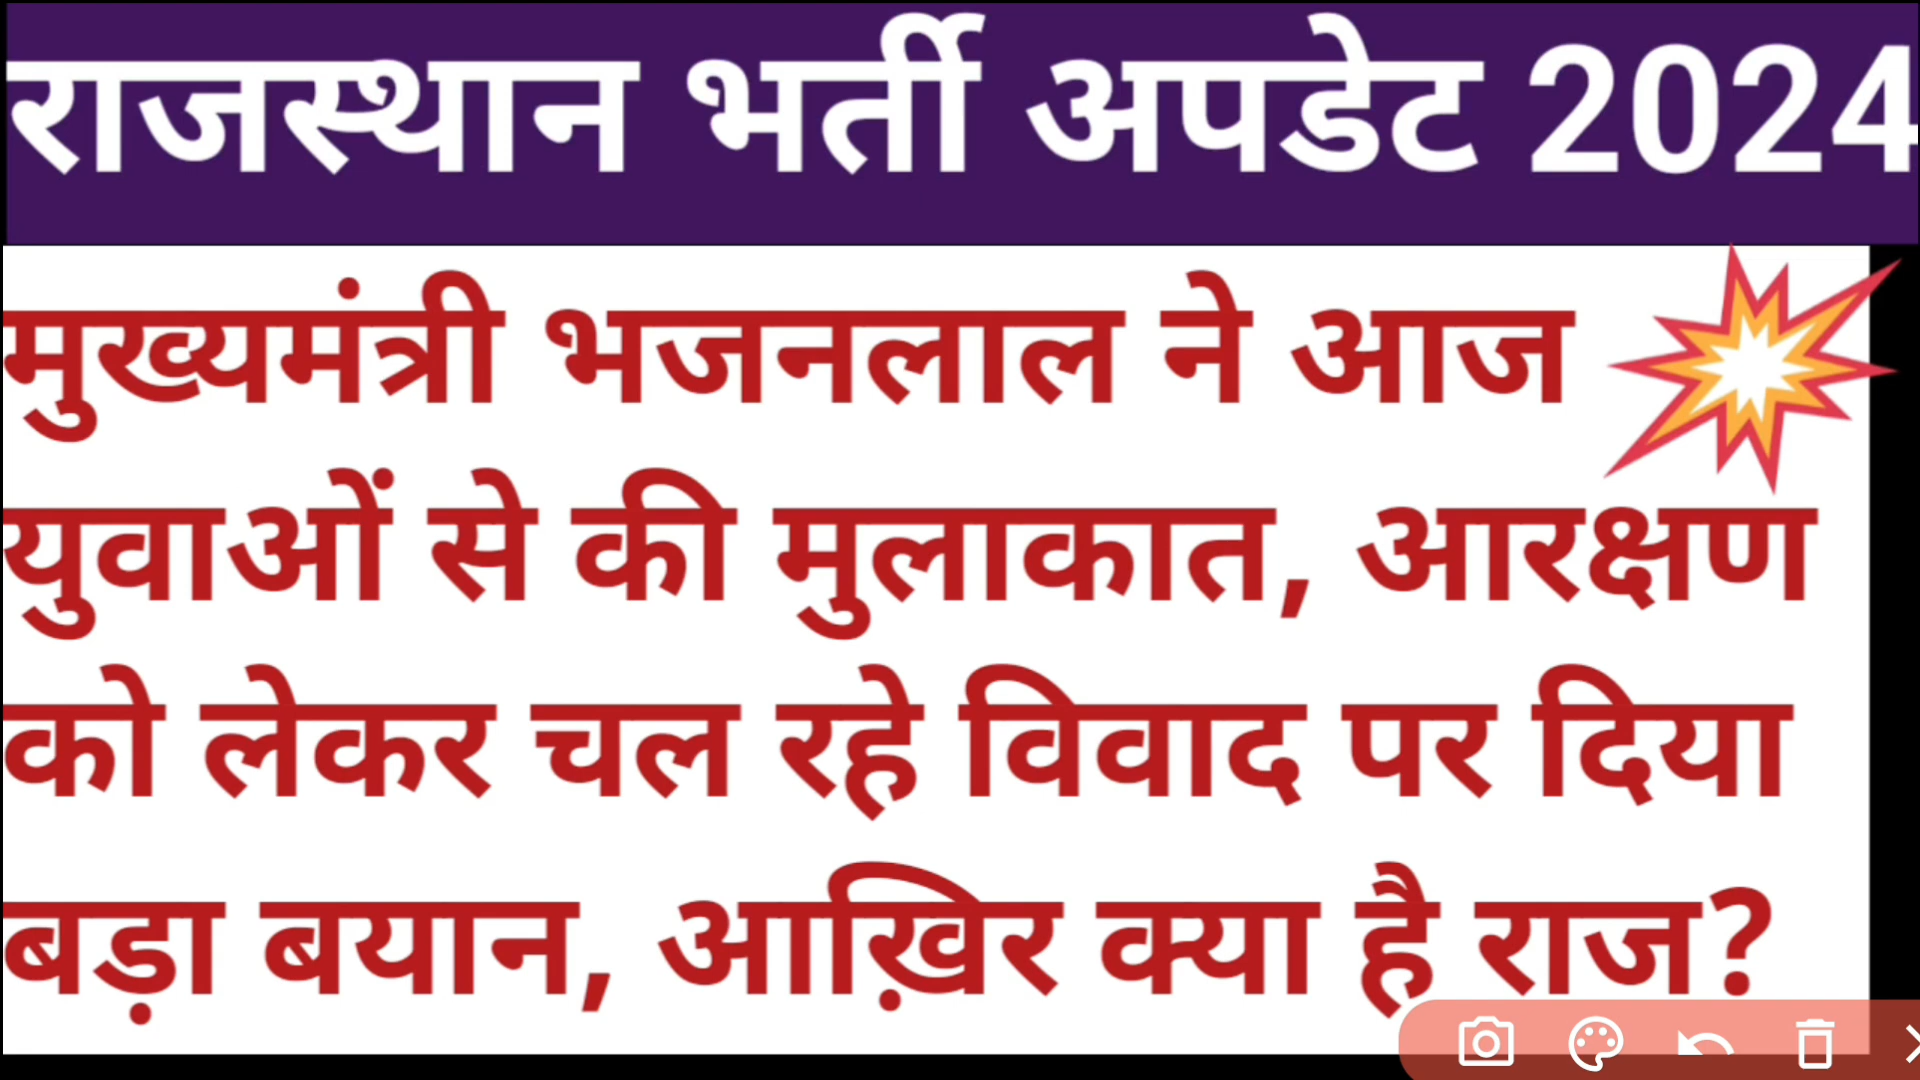 राजस्थान भर्ती अपडेट 2024
मुख्यमंत्री भजनलाल ने आज
युवाओं से की मुलाकात, आरक्षण
को लेकर चल रहे विवाद पर दिया
बड़ा बयान, आख़िर क्या है राज?